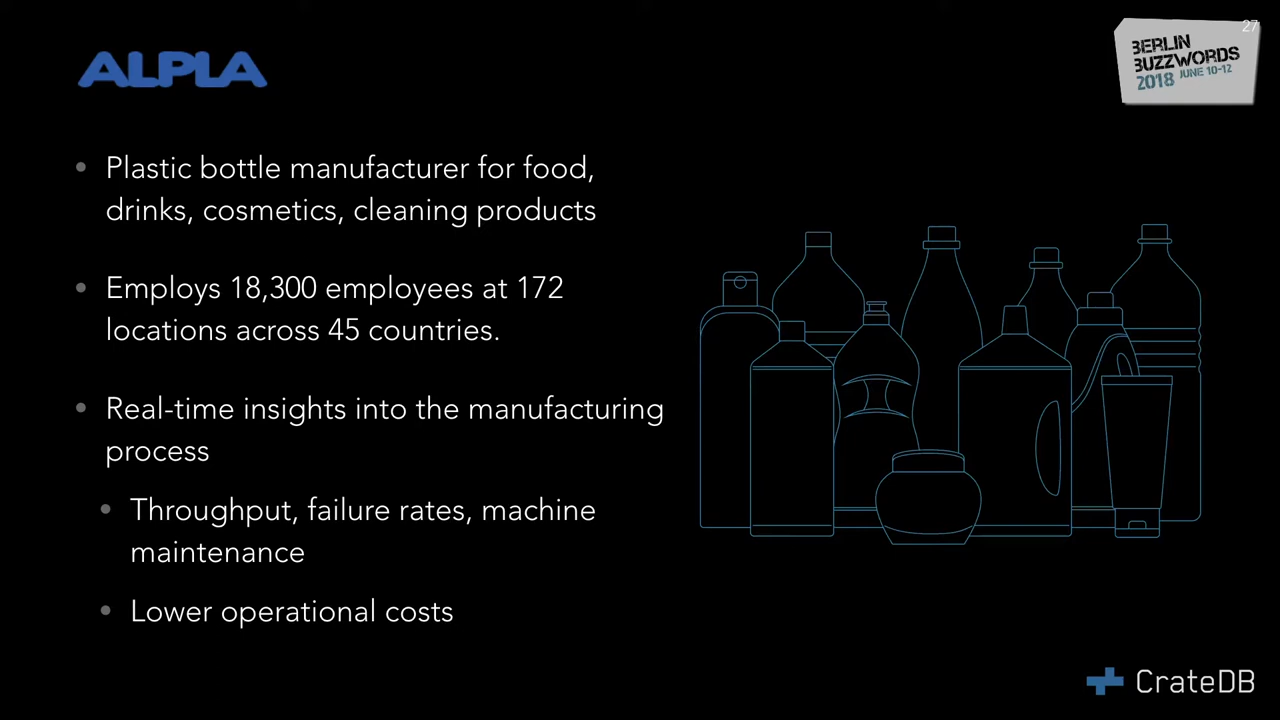 27
ALPLA
BERLIN
BUZZWORDS
2018 JUNE 10-12
• Plastic bottle manufacturer for food,
drinks, cosmetics, cleaning products
• Employs 18,300 employees at 172
locations across 45 countries.
• Real-time insights into the manufacturing
process
• Throughput, failure rates, machine
maintenance
• Lower operational costs
CrateDB